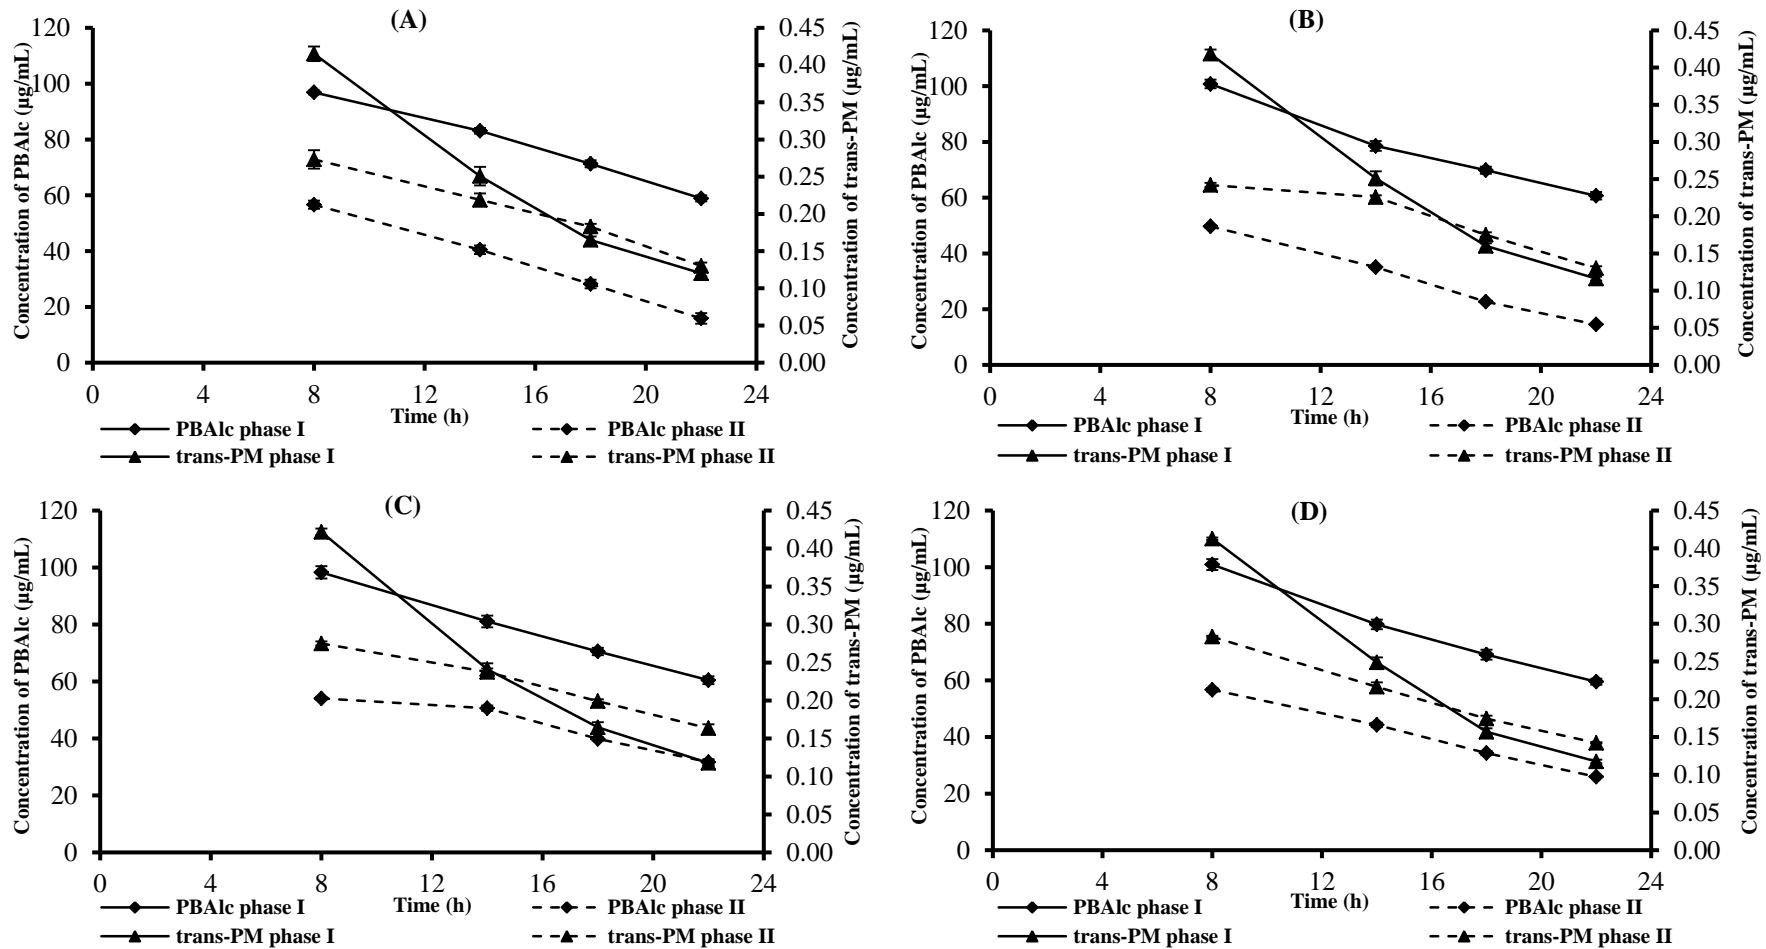 (A)
Concentration of PBAlc (µg/mL)
120
100
80
60
40
20
0
0 4 8 12 16 20 24
Time (h)
0.45
0.40
0.35
0.30
0.25
0.20
0.15
0.10
0.05
0.00
Concentration of trans-PM (µg/mL)
PBAlc phase I PBAlc phase II
trans-PM phase I trans-PM phase II
(B)
Concentration of PBAlc (µg/mL)
120
100
80
60
40
20
0
0 4 8 12 16 20 24
Time (h)
0.45
0.40
0.35
0.30
0.25
0.20
0.15
0.10
0.05
0.00
Concentration of trans-PM (µg/mL)
PBAlc phase I PBAlc phase II
trans-PM phase I trans-PM phase II
(C)
Concentration of PBAlc (µg/mL)
120
100
80
60
40
20
0
0 4 8 12 16 20 24
Time (h)
0.45
0.40
0.35
0.30
0.25
0.20
0.15
0.10
0.05
0.00
Concentration of trans-PM (µg/mL)
PBAlc phase I PBAlc phase II
trans-PM phase I trans-PM phase II
(D)
Concentration of PBAlc (µg/mL)
120
100
80
60
40
20
0
0 4 8 12 16 20 24
Time (h)
0.45
0.40
0.35
0.30
0.25
0.20
0.15
0.10
0.05
0.00
Concentration of trans-PM (µg/mL)
PBAlc phase I PBAlc phase II
trans-PM phase I trans-PM phase II